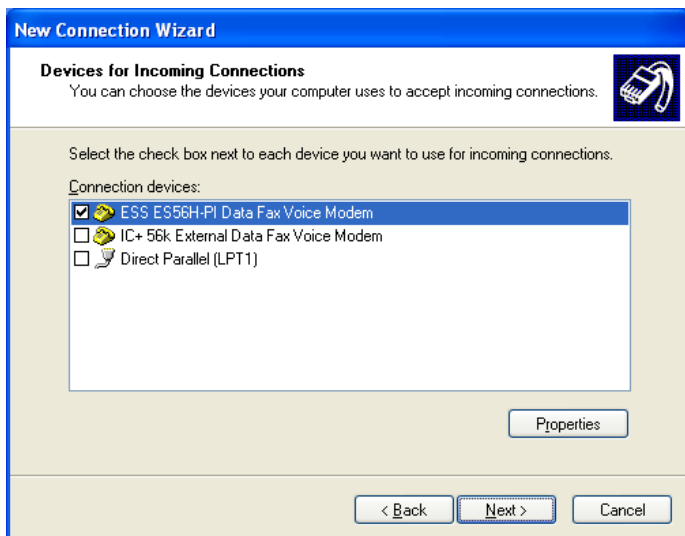 New Connection Wizard
Devices for Incoming Connections
You can choose the devices your computer uses to accept incoming connections.
Select the check box next to each device you want to use for incoming connections.
Connection devices:
ESS ES56H-PI Data Fax Voice Modem
IC+ 56k External Data Fax Voice Modem
Direct Parallel (LPT1)
Properties
< Back Next > Cancel